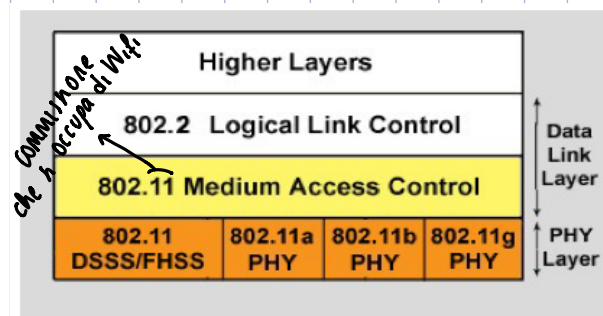 Higher Layers
802.2 Logical Link Control
802.11 Medium Access Control
802.11
DSSS/FHSS
802.11a
PHY
802.11b
PHY
802.11g
PHY
Data
Link
Layer
PHY
Layer
commissione
che si occupa di Wifi